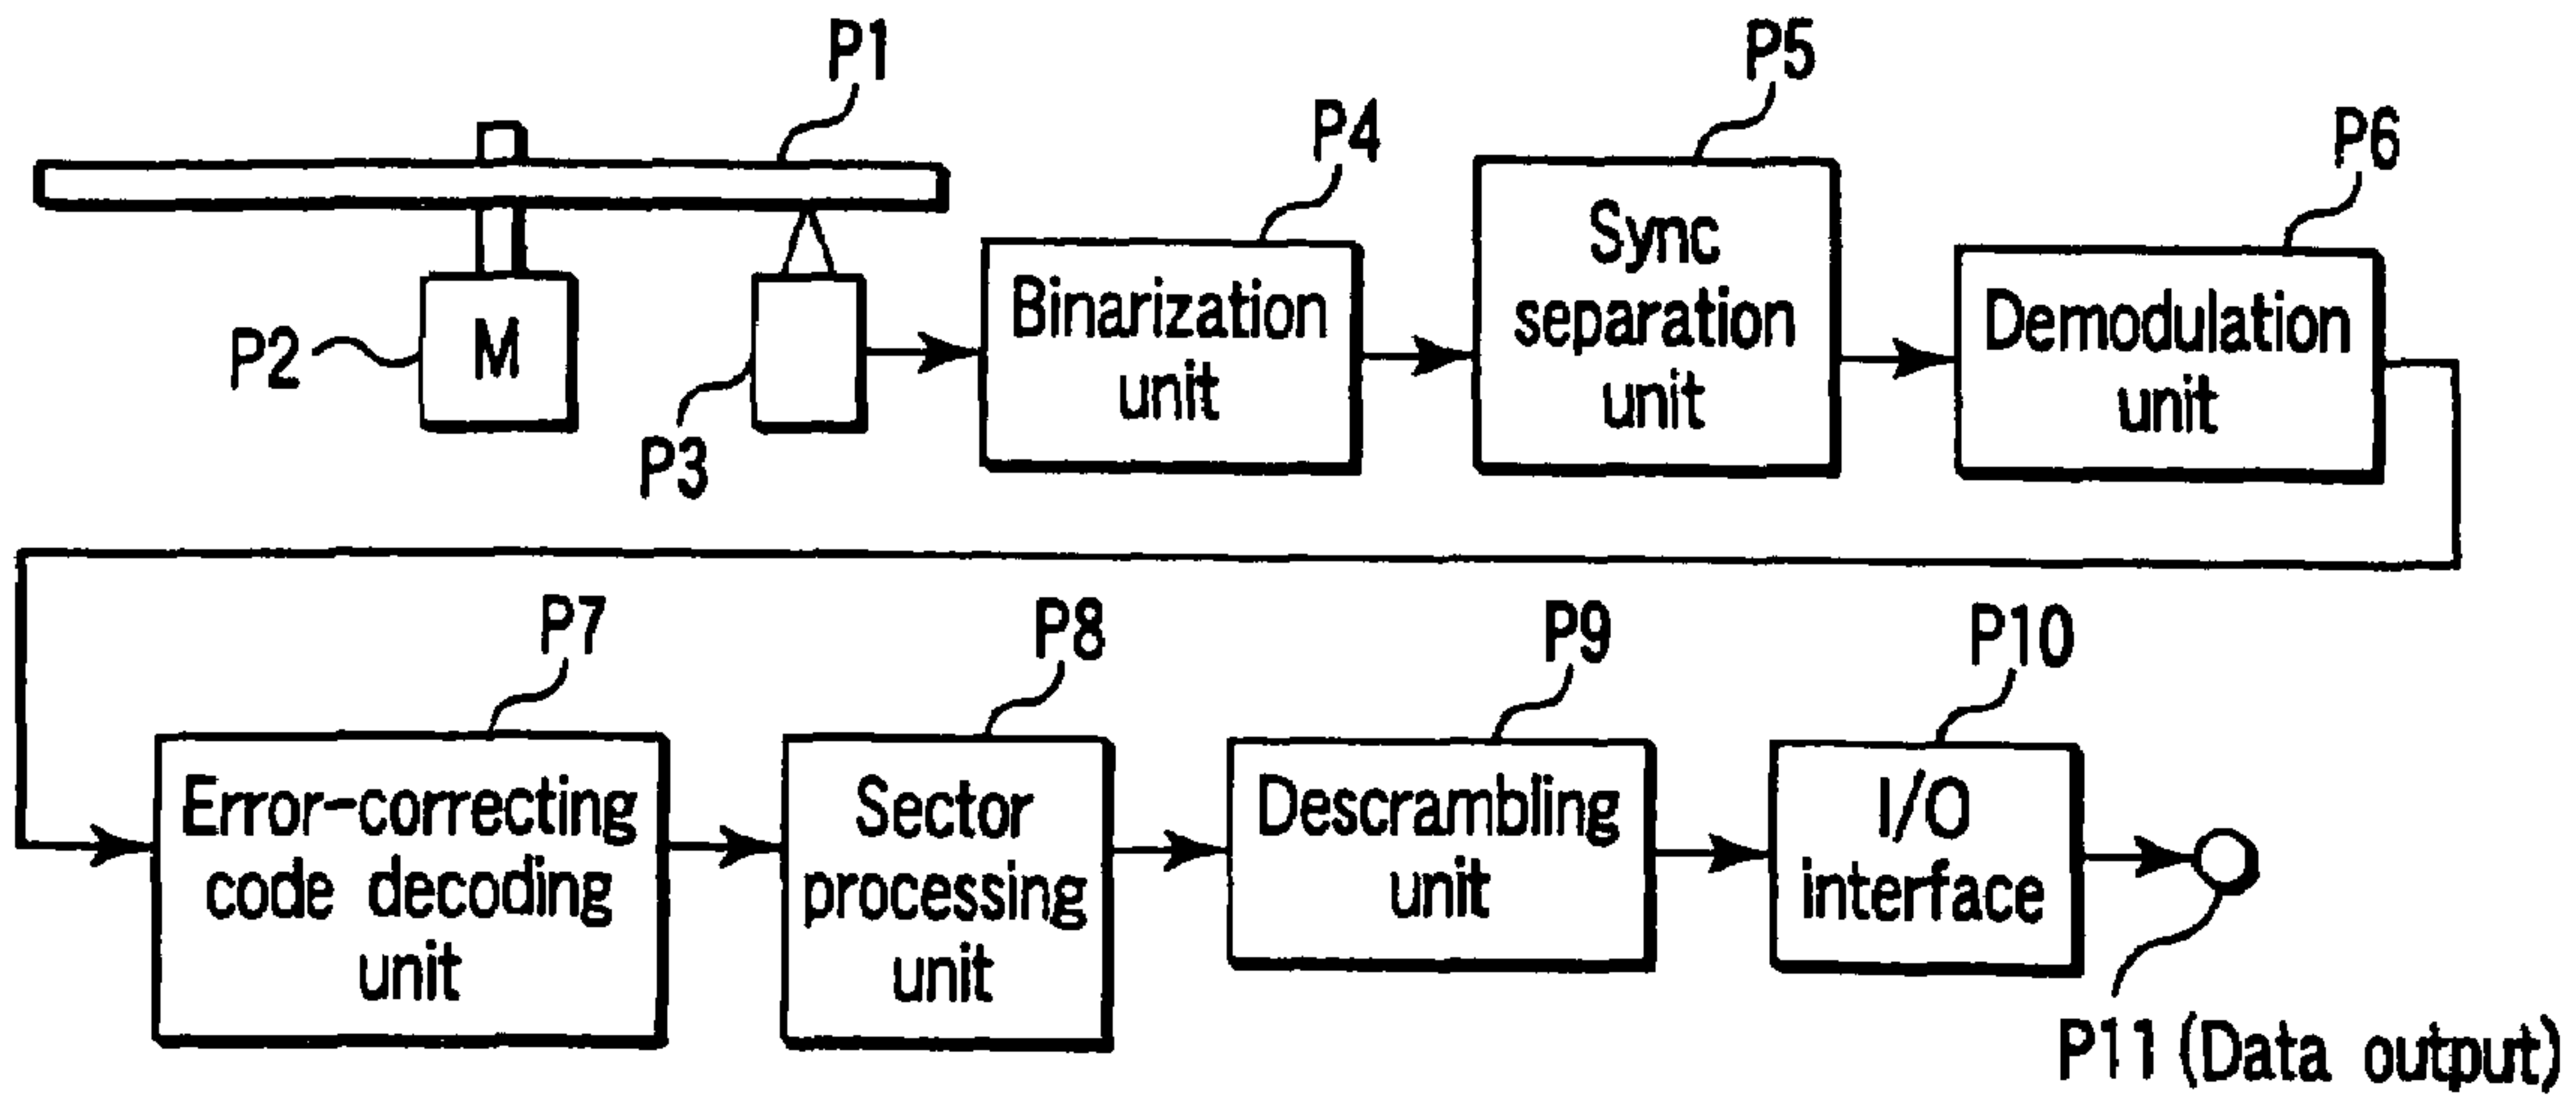 P1
P2
M
P3
P4
Binarization
unit
P5
Sync
separation
unit
P6
Demodulation
unit
P7
Error-correcting
code decoding
unit
P8
Sector
processing
unit
P9
Descrambling
unit
P10
I/O
interface
P11 (Data output)